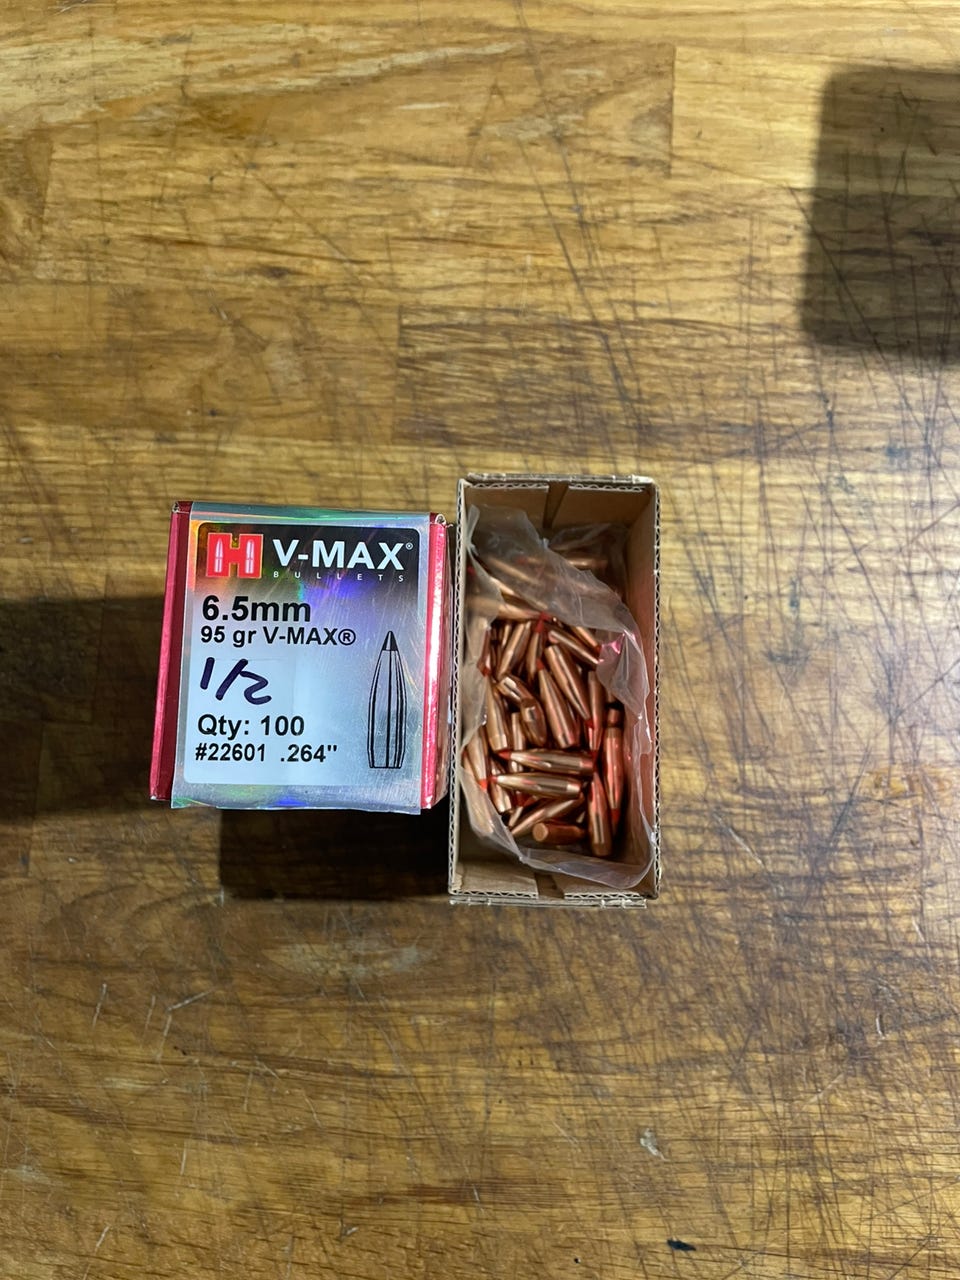 H V-MAX®
BULLETS
6.5mm
95 gr V-MAX®
1/2
Qty: 100
#22601 .264"